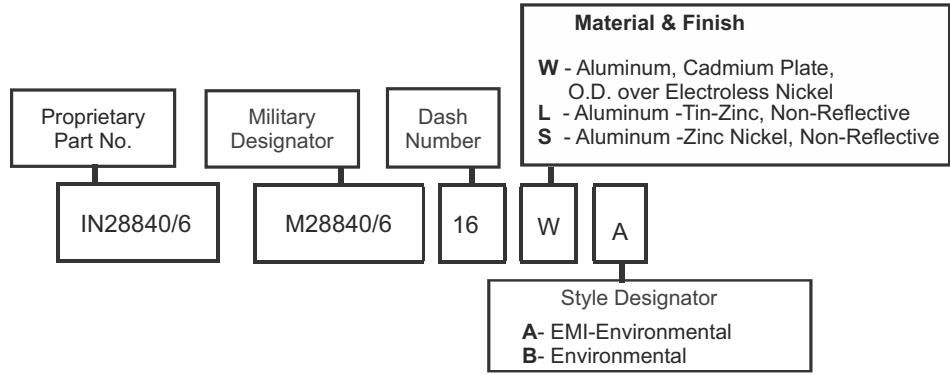 Material & Finish
W - Aluminum, Cadmium Plate,
O.D. over Electroless Nickel
L - Aluminum -Tin-Zinc, Non-Reflective
S - Aluminum -Zinc Nickel, Non-Reflective
Proprietary
Part No.
Military
Designator
Dash
Number
IN28840/6
M28840/6
16
W
A
Style Designator
A- EMI-Environmental
B- Environmental